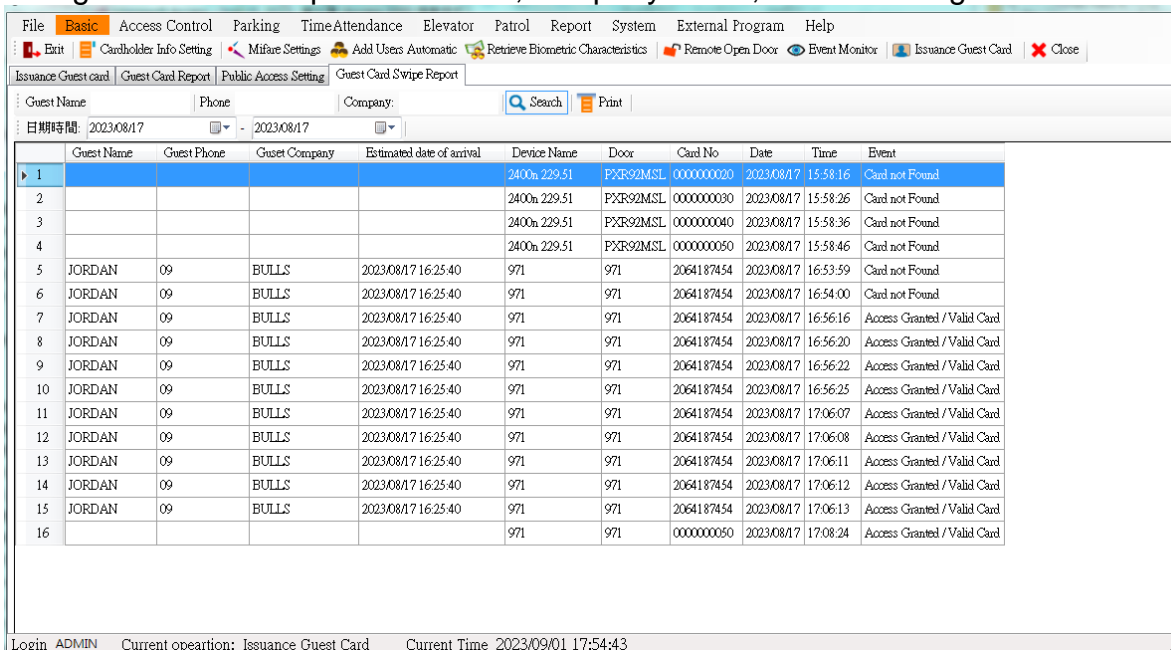 File Basic Access Control Parking TimeAttendance Elevator Patrol Report System External Program Help
Exit Cardholder Info Setting Mifare Settings Add Users Automatic Retrieve Biometric Characteristics Remote Open Door Event Monitor Issuance Guest Card Close
Issuance Guest card Guest Card Report Public Access Setting Guest Card Swipe Report
Guest Name Phone Company: Search Print
日期時間: 2023/08/17 - 2023/08/17
Guest Name Guest Phone Guset Company Estimated date of arrival Device Name Door Card No Date Time Event
1 2400n 229.51 PXR92MSL 0000000020 2023/08/17 15:58:16 Card not Found
2 2400n 229.51 PXR92MSL 0000000030 2023/08/17 15:58:26 Card not Found
3 2400n 229.51 PXR92MSL 0000000040 2023/08/17 15:58:36 Card not Found
4 2400n 229.51 PXR92MSL 0000000050 2023/08/17 15:58:46 Card not Found
5 JORDAN 09 BULLS 2023/08/17 16:25:40 971 971 2064187454 2023/08/17 16:53:59 Card not Found
6 JORDAN 09 BULLS 2023/08/17 16:25:40 971 971 2064187454 2023/08/17 16:54:00 Card not Found
7 JORDAN 09 BULLS 2023/08/17 16:25:40 971 971 2064187454 2023/08/17 16:56:16 Access Granted / Valid Card
8 JORDAN 09 BULLS 2023/08/17 16:25:40 971 971 2064187454 2023/08/17 16:56:20 Access Granted / Valid Card
9 JORDAN 09 BULLS 2023/08/17 16:25:40 971 971 2064187454 2023/08/17 16:56:22 Access Granted / Valid Card
10 JORDAN 09 BULLS 2023/08/17 16:25:40 971 971 2064187454 2023/08/17 16:56:25 Access Granted / Valid Card
11 JORDAN 09 BULLS 2023/08/17 16:25:40 971 971 2064187454 2023/08/17 17:06:07 Access Granted / Valid Card
12 JORDAN 09 BULLS 2023/08/17 16:25:40 971 971 2064187454 2023/08/17 17:06:08 Access Granted / Valid Card
13 JORDAN 09 BULLS 2023/08/17 16:25:40 971 971 2064187454 2023/08/17 17:06:11 Access Granted / Valid Card
14 JORDAN 09 BULLS 2023/08/17 16:25:40 971 971 2064187454 2023/08/17 17:06:12 Access Granted / Valid Card
15 JORDAN 09 BULLS 2023/08/17 16:25:40 971 971 2064187454 2023/08/17 17:06:13 Access Granted / Valid Card
16 971 971 0000000050 2023/08/17 17:08:24 Access Granted / Valid Card
Login ADMIN Current opeartion: Issuance Guest Card Current Time 2023/09/01 17:54:43